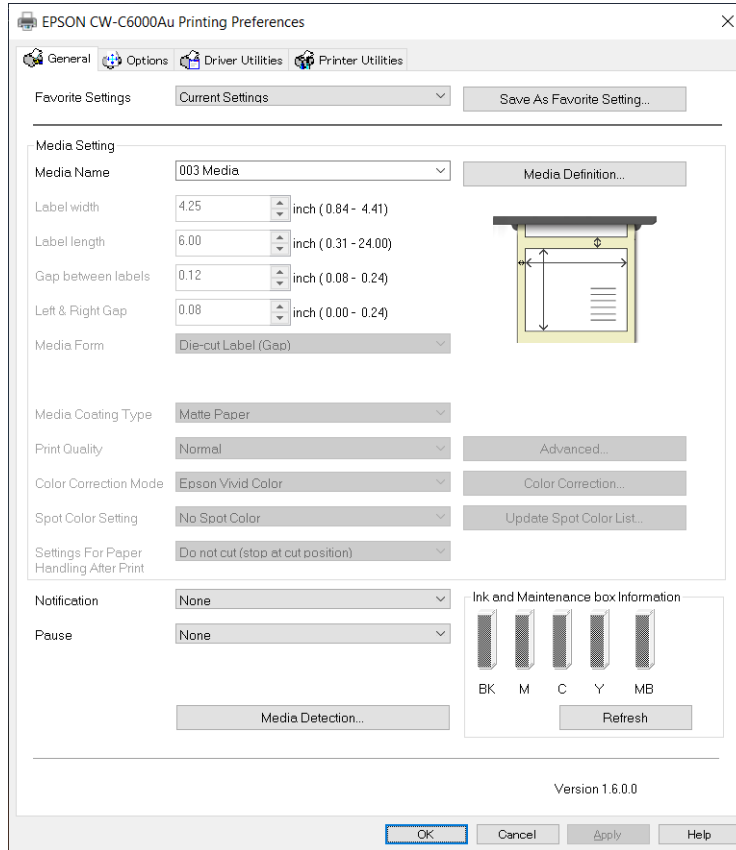 EPSON CW-C6000Au Printing Preferences
General Options Driver Utilities Printer Utilities
Favorite Settings Current Settings Save As Favorite Setting...
Media Setting
Media Name 003 Media Media Definition...
Label width 4.25 inch ( 0.84 - 4.41)
Label length 6.00 inch ( 0.31 - 24.00)
Gap between labels 0.12 inch ( 0.08 - 0.24)
Left & Right Gap 0.08 inch ( 0.00 - 0.24)
Media Form Die-cut Label (Gap)
Media Coating Type Matte Paper
Print Quality Normal Advanced...
Color Correction Mode Epson Vivid Color Color Correction...
Spot Color Setting No Spot Color Update Spot Color List...
Settings For Paper Do not cut (stop at cut position)
Handling After Print
Notification None Ink and Maintenance box Information
Pause None
BK M C Y MB
Media Detection... Refresh
Version 1.6.0.0
OK Cancel Apply Help